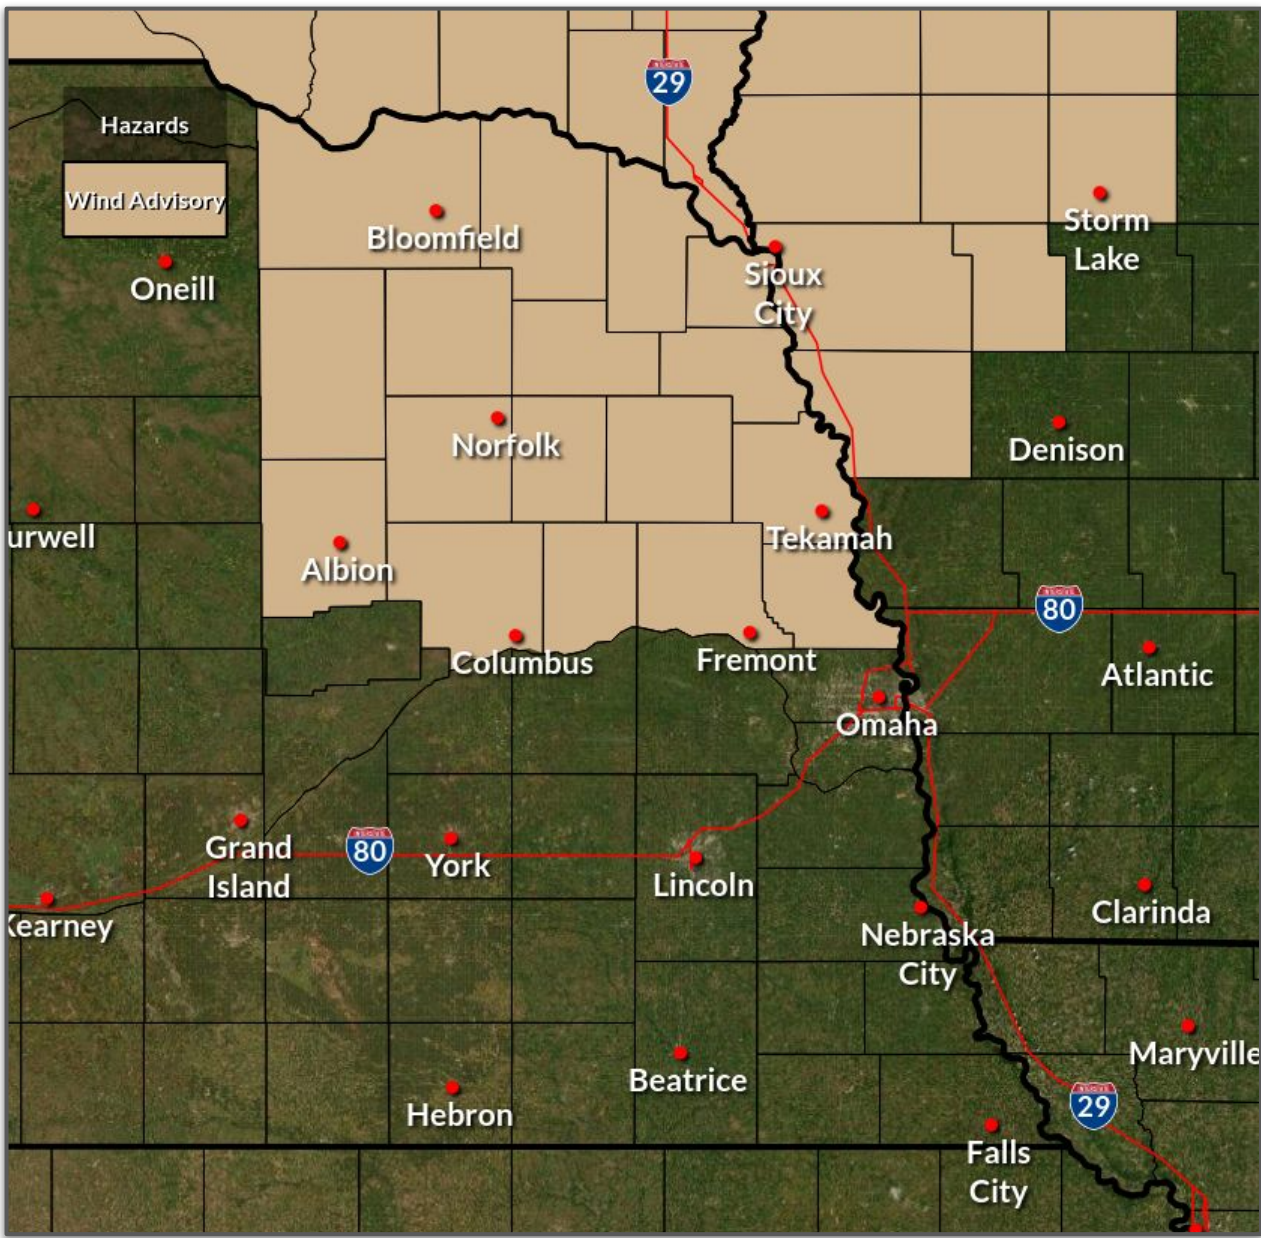 29
Hazards
Wind Advisory
Bloomfield
Storm
Lake
Oneill
Sioux
City
Norfolk
Denison
urwell
Tekamah
Albion
80
Columbus
Fremont
Atlantic
Omaha
Grand
Island
80
York
Lincoln
Kearney
Clarinda
Nebraska
City
Maryville
Beatrice
Hebron
29
Falls
City